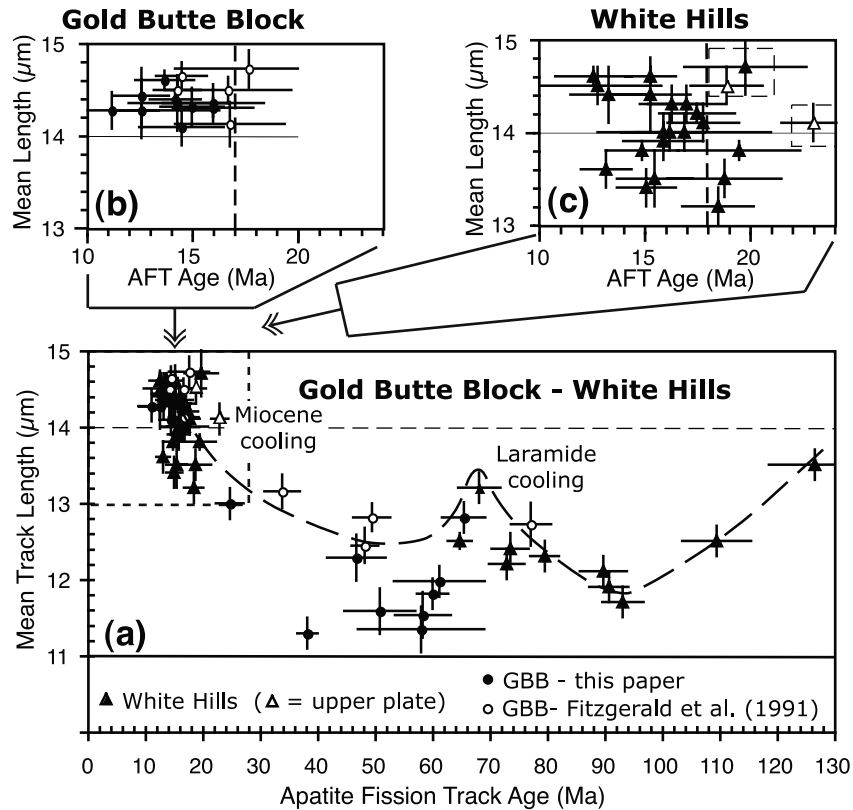 Gold Butte Block
White Hills
Mean Length (µm)
15
14
13
(b)
10
15
20
AFT Age (Ma)
Mean Length (µm)
15
14
13
(c)
10
15
20
AFT Age (Ma)
Mean Track Length (µm)
15
14
13
12
11
Gold Butte Block - White Hills
Miocene
cooling
Laramide
cooling
(a)
▲ White Hills (△ = upper plate)
● GBB - this paper
○ GBB- Fitzgerald et al. (1991)
0 10 20 30 40 50 60 70 80 90 100 110 120 130
Apatite Fission Track Age (Ma)